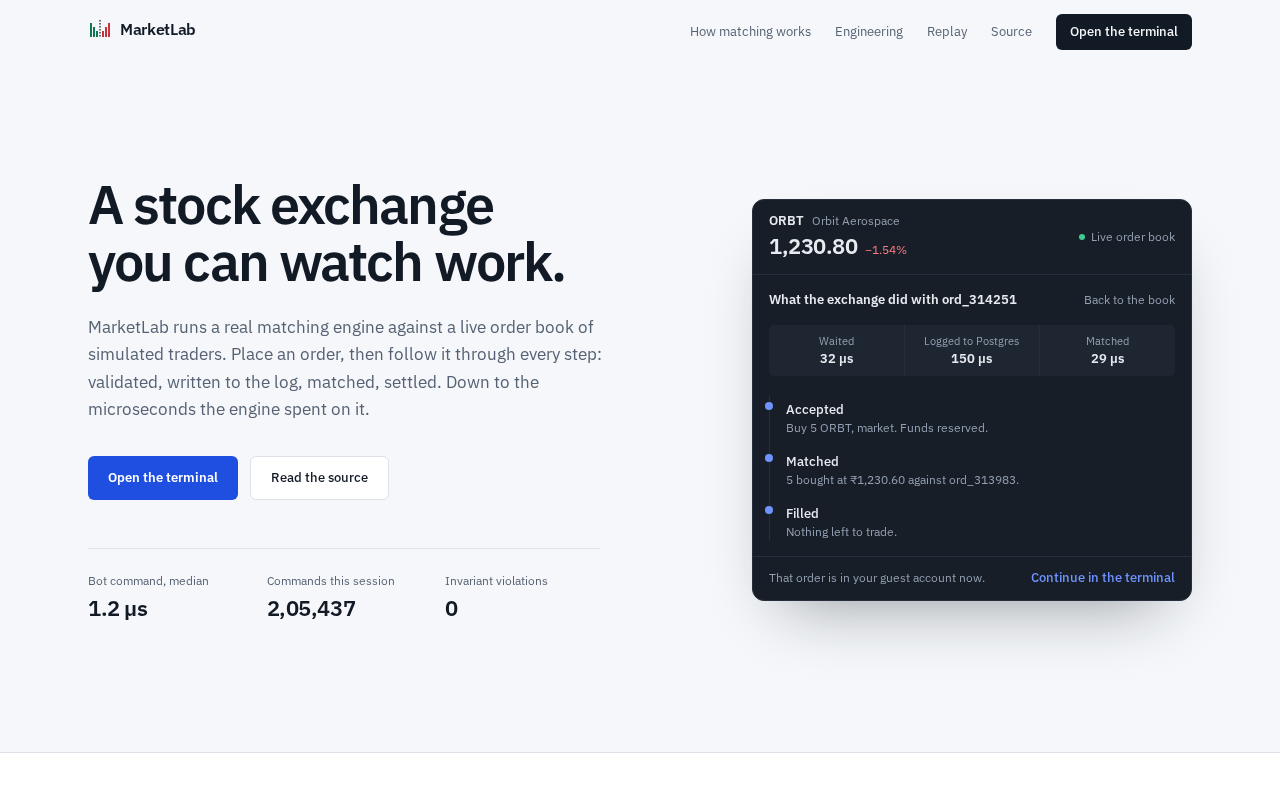 MarketLab
How matching works
Engineering
Replay
Source
Open the terminal
A stock exchange
you can watch work.
MarketLab runs a real matching engine against a live order book of
simulated traders. Place an order, then follow it through every step:
validated, written to the log, matched, settled. Down to the
microseconds the engine spent on it.
Open the terminal
Read the source
Bot command, median
1.2 µs
Commands this session
2,05,437
Invariant violations
0
ORBT Orbit Aerospace
1,230.80 −1.54%
Live order book
What the exchange did with ord_314251
Back to the book
Waited
32 µs
Logged to Postgres
150 µs
Matched
29 µs
Accepted
Buy 5 ORBT, market. Funds reserved.
Matched
5 bought at ₹1,230.60 against ord_313983.
Filled
Nothing left to trade.
That order is in your guest account now.
Continue in the terminal